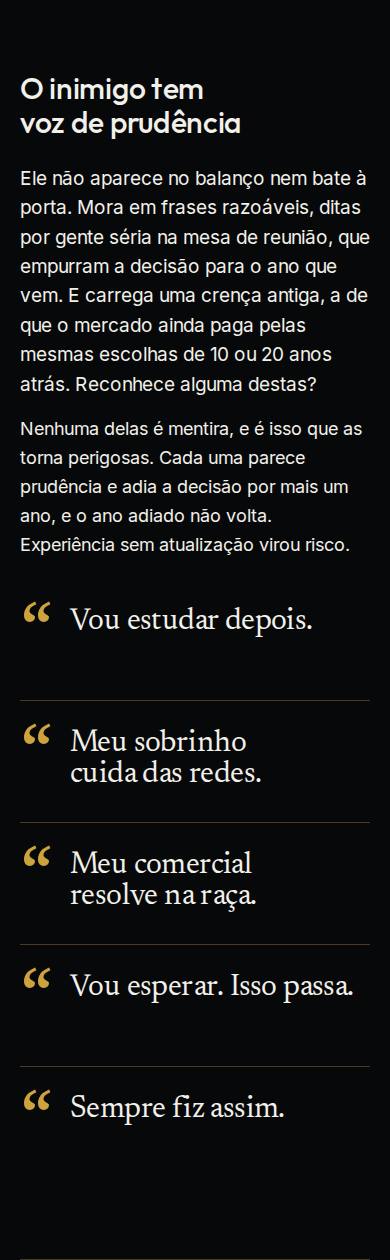 O inimigo tem
voz de prudência
Ele não aparece no balanço nem bate à
porta. Mora em frases razoáveis, ditas
por gente séria na mesa de reunião, que
empurram a decisão para o ano que
vem. E carrega uma crença antiga, a de
que o mercado ainda paga pelas
mesmas escolhas de 10 ou 20 anos
atrás. Reconhece alguma destas?
Nenhuma delas é mentira, e é isso que as
torna perigosas. Cada uma parece
prudência e adia a decisão por mais um
ano, e o ano adiado não volta.
Experiência sem atualização virou risco.
“ Vou estudar depois.
“ Meu sobrinho
cuida das redes.
“ Meu comercial
resolve na raça.
“ Vou esperar. Isso passa.
“ Sempre fiz assim.